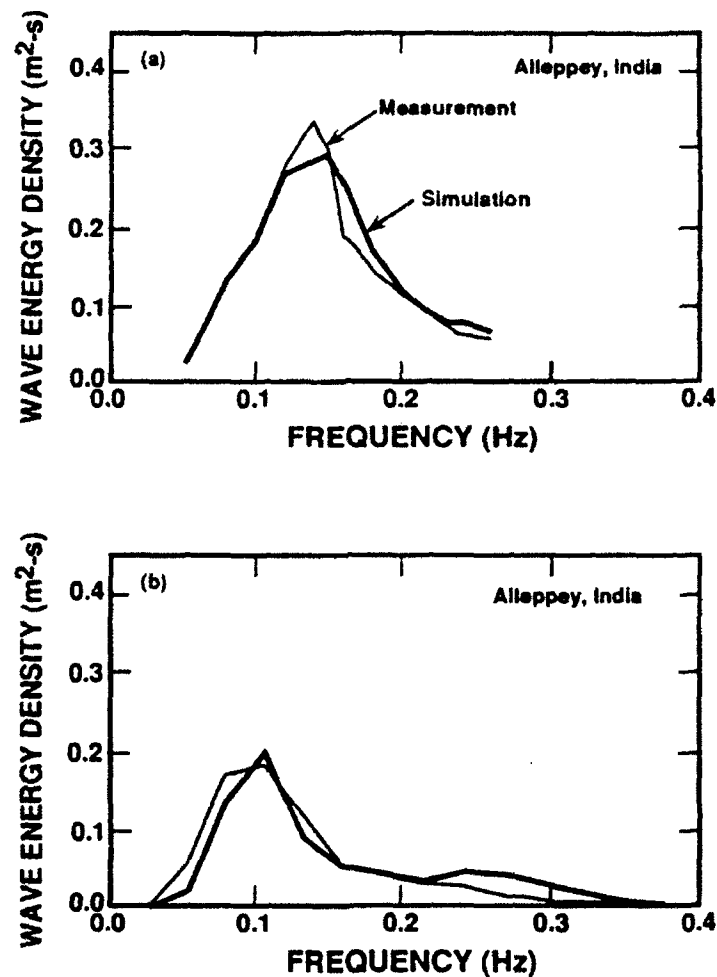 (a)
Alleppey, India
Measurement
Simulation
WAVE ENERGY DENSITY (m²-s)
0.4
0.3
0.2
0.1
0.0
0.0 0.1 0.2 0.3 0.4
FREQUENCY (Hz)
(b)
Alleppey, India
WAVE ENERGY DENSITY (m²-s)
0.4
0.3
0.2
0.1
0.0
0.0 0.1 0.2 0.3 0.4
FREQUENCY (Hz)